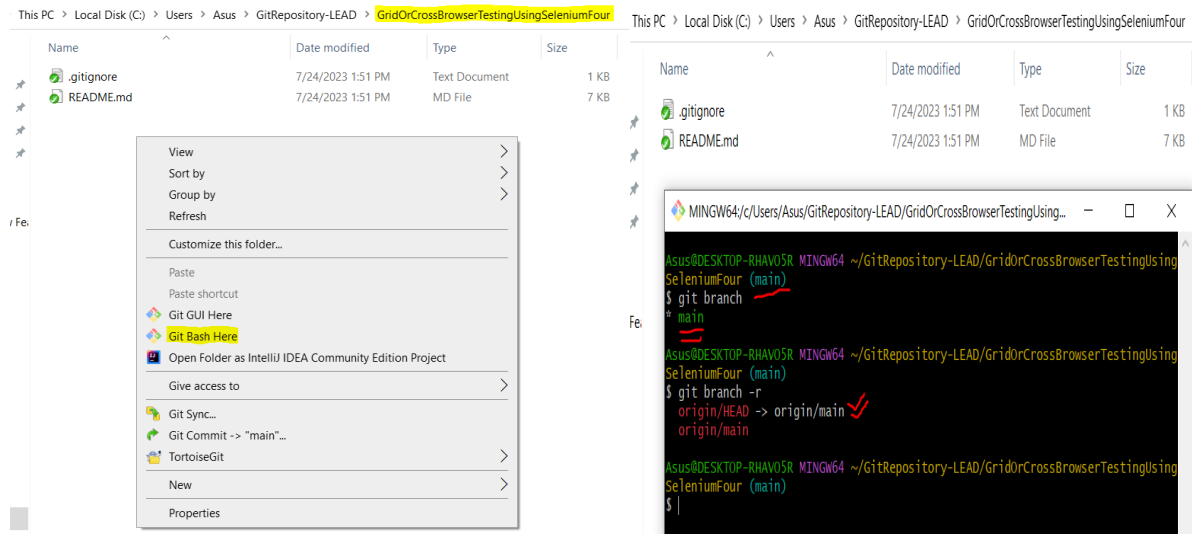 This PC > Local Disk (C:) > Users > Asus > GitRepository-LEAD > GridOrCrossBrowserTestingUsingSeleniumFour
Name Date modified Type Size
.gitignore 7/24/2023 1:51 PM Text Document 1 KB
README.md 7/24/2023 1:51 PM MD File 7 KB
View
Sort by
Group by
Refresh
Customize this folder...
Paste
Paste shortcut
Git GUI Here
Git Bash Here
Open Folder as IntelliJ IDEA Community Edition Project
Give access to
Git Sync...
Git Commit -> "main"...
TortoiseGit
New
Properties
This PC > Local Disk (C:) > Users > Asus > GitRepository-LEAD > GridOrCrossBrowserTestingUsingSeleniumFour
Name Date modified Type Size
.gitignore 7/24/2023 1:51 PM Text Document 1 KB
README.md 7/24/2023 1:51 PM MD File 7 KB
MINGW64:/c/Users/Asus/GitRepository-LEAD/GridOrCrossBrowserTestingUsing...
Asus@DESKTOP-RHAVO5R MINGW64 ~/GitRepository-LEAD/GridOrCrossBrowserTestingUsing
SeleniumFour (main)
$ git branch
* main
Asus@DESKTOP-RHAVO5R MINGW64 ~/GitRepository-LEAD/GridOrCrossBrowserTestingUsing
SeleniumFour (main)
$ git branch -r
origin/HEAD -> origin/main
origin/main
Asus@DESKTOP-RHAVO5R MINGW64 ~/GitRepository-LEAD/GridOrCrossBrowserTestingUsing
SeleniumFour (main)
$